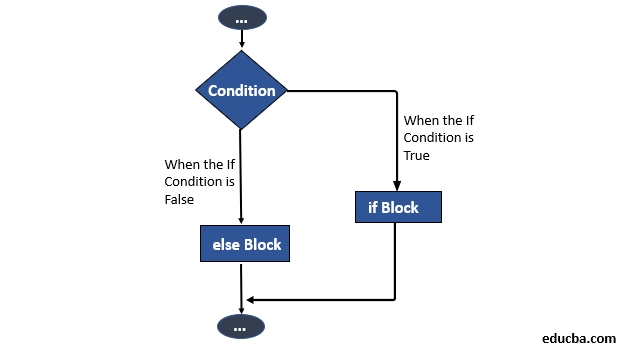 ...
Condition
When the If
Condition is
True
When the If
Condition is
False
if Block
else Block
...
educba.com